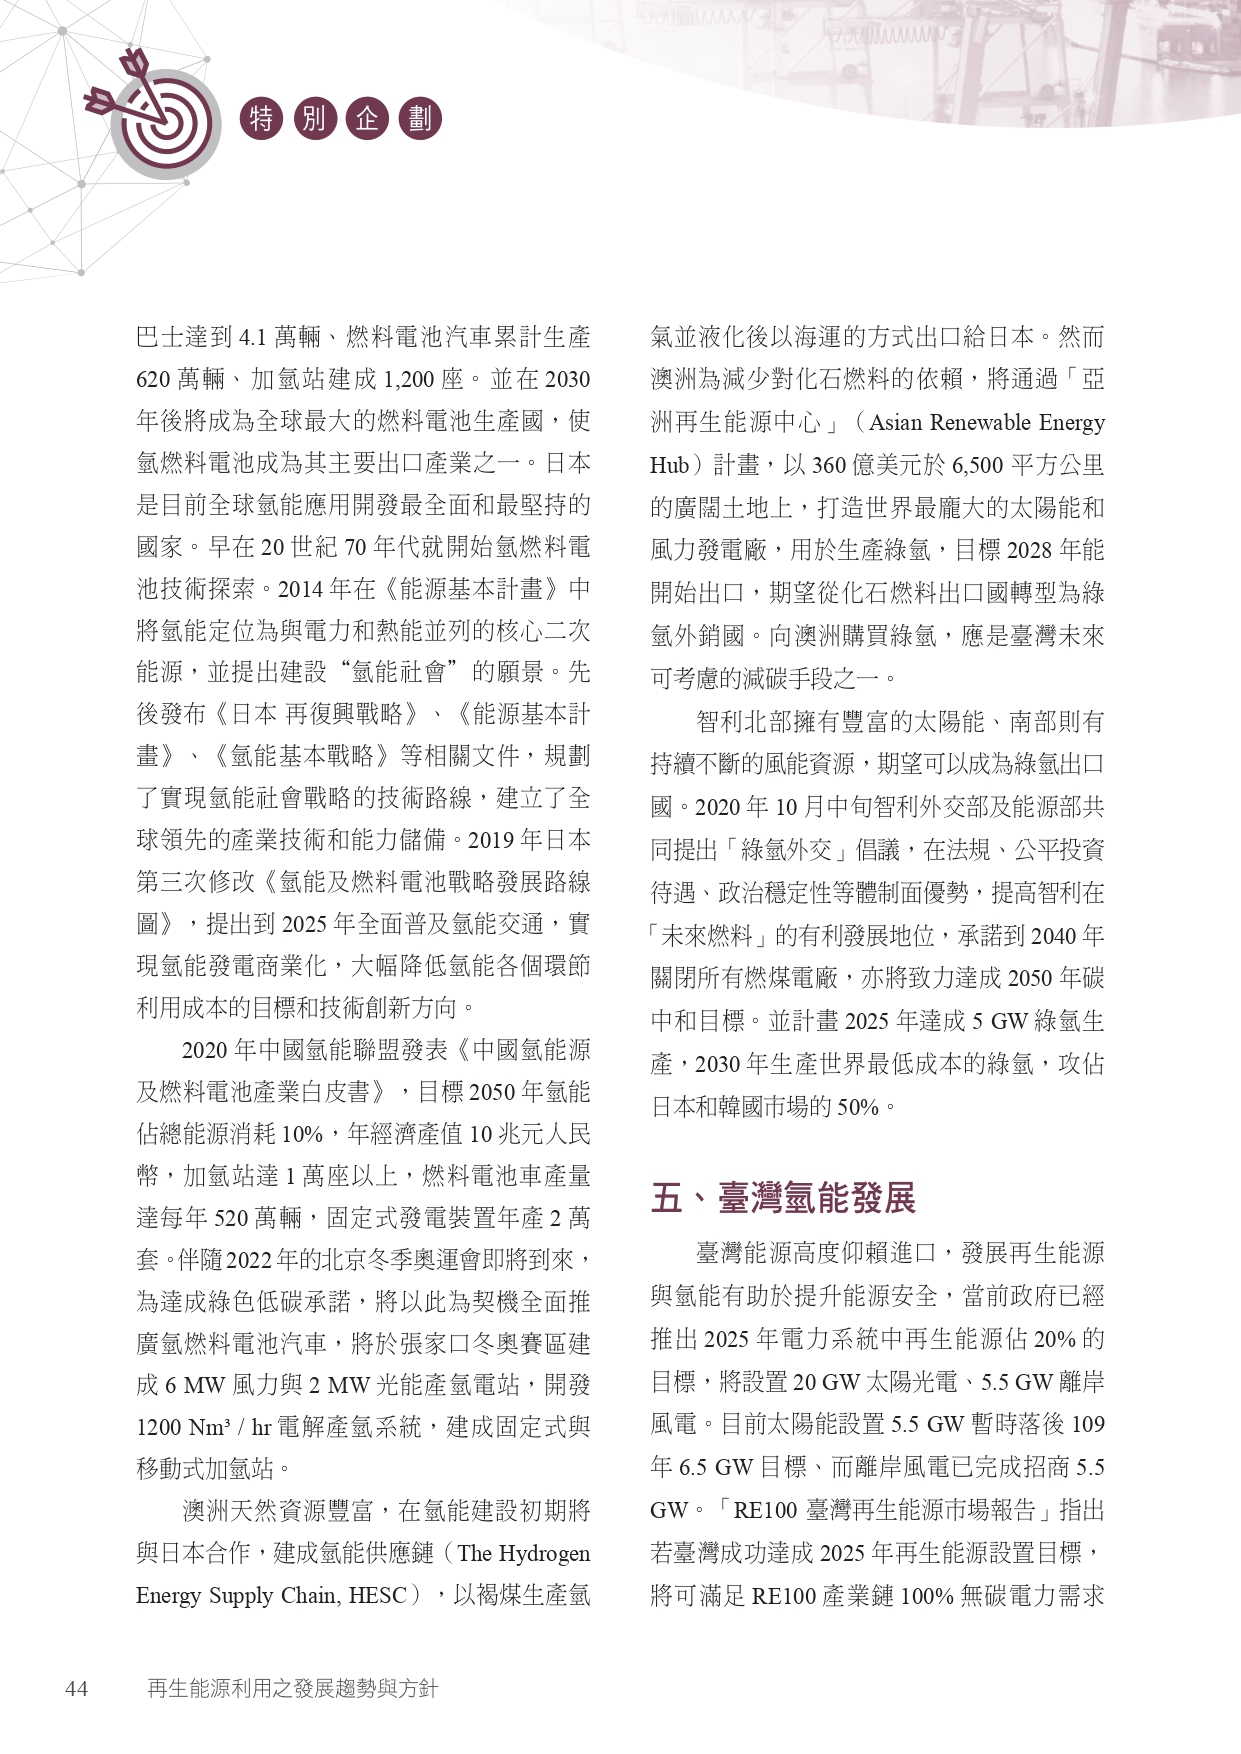 特別企劃
巴士達到 4.1 萬輛、燃料電池汽車累計生產
620 萬輛、加氫站建成 1,200 座。並在 2030
年後將成為全球最大的燃料電池生產國，使
氫燃料電池成為其主要出口產業之一。日本
是目前全球氫能應用開發最全面和最堅持的
國家。早在 20 世紀 70 年代就開始氫燃料電
池技術探索。2014 年在《能源基本計畫》中
將氫能定位為與電力和熱能並列的核心二次
能源，並提出建設“氫能社會”的願景。先
後發布《日本 再復興戰略》、《能源基本計
畫》、《氫能基本戰略》等相關文件，規劃
了實現氫能社會戰略的技術路線，建立了全
球領先的產業技術和能力儲備。2019 年日本
第三次修改《氫能及燃料電池戰略發展路線
圖》，提出到 2025 年全面普及氫能交通，實
現氫能發電商業化，大幅降低氫能各個環節
利用成本的目標和技術創新方向。
2020 年中國氫能聯盟發表《中國氫能源
及燃料電池產業白皮書》，目標 2050 年氫能
佔總能源消耗 10%，年經濟產值 10 兆元人民
幣，加氫站達 1 萬座以上，燃料電池車產量
達每年 520 萬輛，固定式發電裝置年產 2 萬
套。伴隨 2022 年的北京冬季奧運會即將到來，
為達成綠色低碳承諾，將以此為契機全面推
廣氫燃料電池汽車，將於張家口冬奧賽區建
成 6 MW 風力與 2 MW 光能產氫電站，開發
1200 Nm³ / hr 電解產氫系統，建成固定式與
移動式加氫站。
澳洲天然資源豐富，在氫能建設初期將
與日本合作，建成氫能供應鏈（The Hydrogen
Energy Supply Chain, HESC），以褐煤生產氫
氣並液化後以海運的方式出口給日本。然而
澳洲為減少對化石燃料的依賴，將通過「亞
洲再生能源中心」（Asian Renewable Energy
Hub）計畫，以 360 億美元於 6,500 平方公里
的廣闊土地上，打造世界最龐大的太陽能和
風力發電廠，用於生產綠氫，目標 2028 年能
開始出口，期望從化石燃料出口國轉型為綠
氫外銷國。向澳洲購買綠氫，應是臺灣未來
可考慮的減碳手段之一。
智利北部擁有豐富的太陽能、南部則有
持續不斷的風能資源，期望可以成為綠氫出口
國。2020 年 10 月中旬智利外交部及能源部共
同提出「綠氫外交」倡議，在法規、公平投資
待遇、政治穩定性等體制面優勢，提高智利在
「未來燃料」的有利發展地位，承諾到 2040 年
關閉所有燃煤電廠，亦將致力達成 2050 年碳
中和目標。並計畫 2025 年達成 5 GW 綠氫生
產，2030 年生產世界最低成本的綠氫，攻佔
日本和韓國市場的 50%。
五、臺灣氫能發展
臺灣能源高度仰賴進口，發展再生能源
與氫能有助於提升能源安全，當前政府已經
推出 2025 年電力系統中再生能源佔 20% 的
目標，將設置 20 GW 太陽光電、5.5 GW 離岸
風電。目前太陽能設置 5.5 GW 暫時落後 109
年 6.5 GW 目標、而離岸風電已完成招商 5.5
GW。「RE100 臺灣再生能源市場報告」指出
若臺灣成功達成 2025 年再生能源設置目標，
將可滿足 RE100 產業鏈 100% 無碳電力需求
44 再生能源利用之發展趨勢與方針